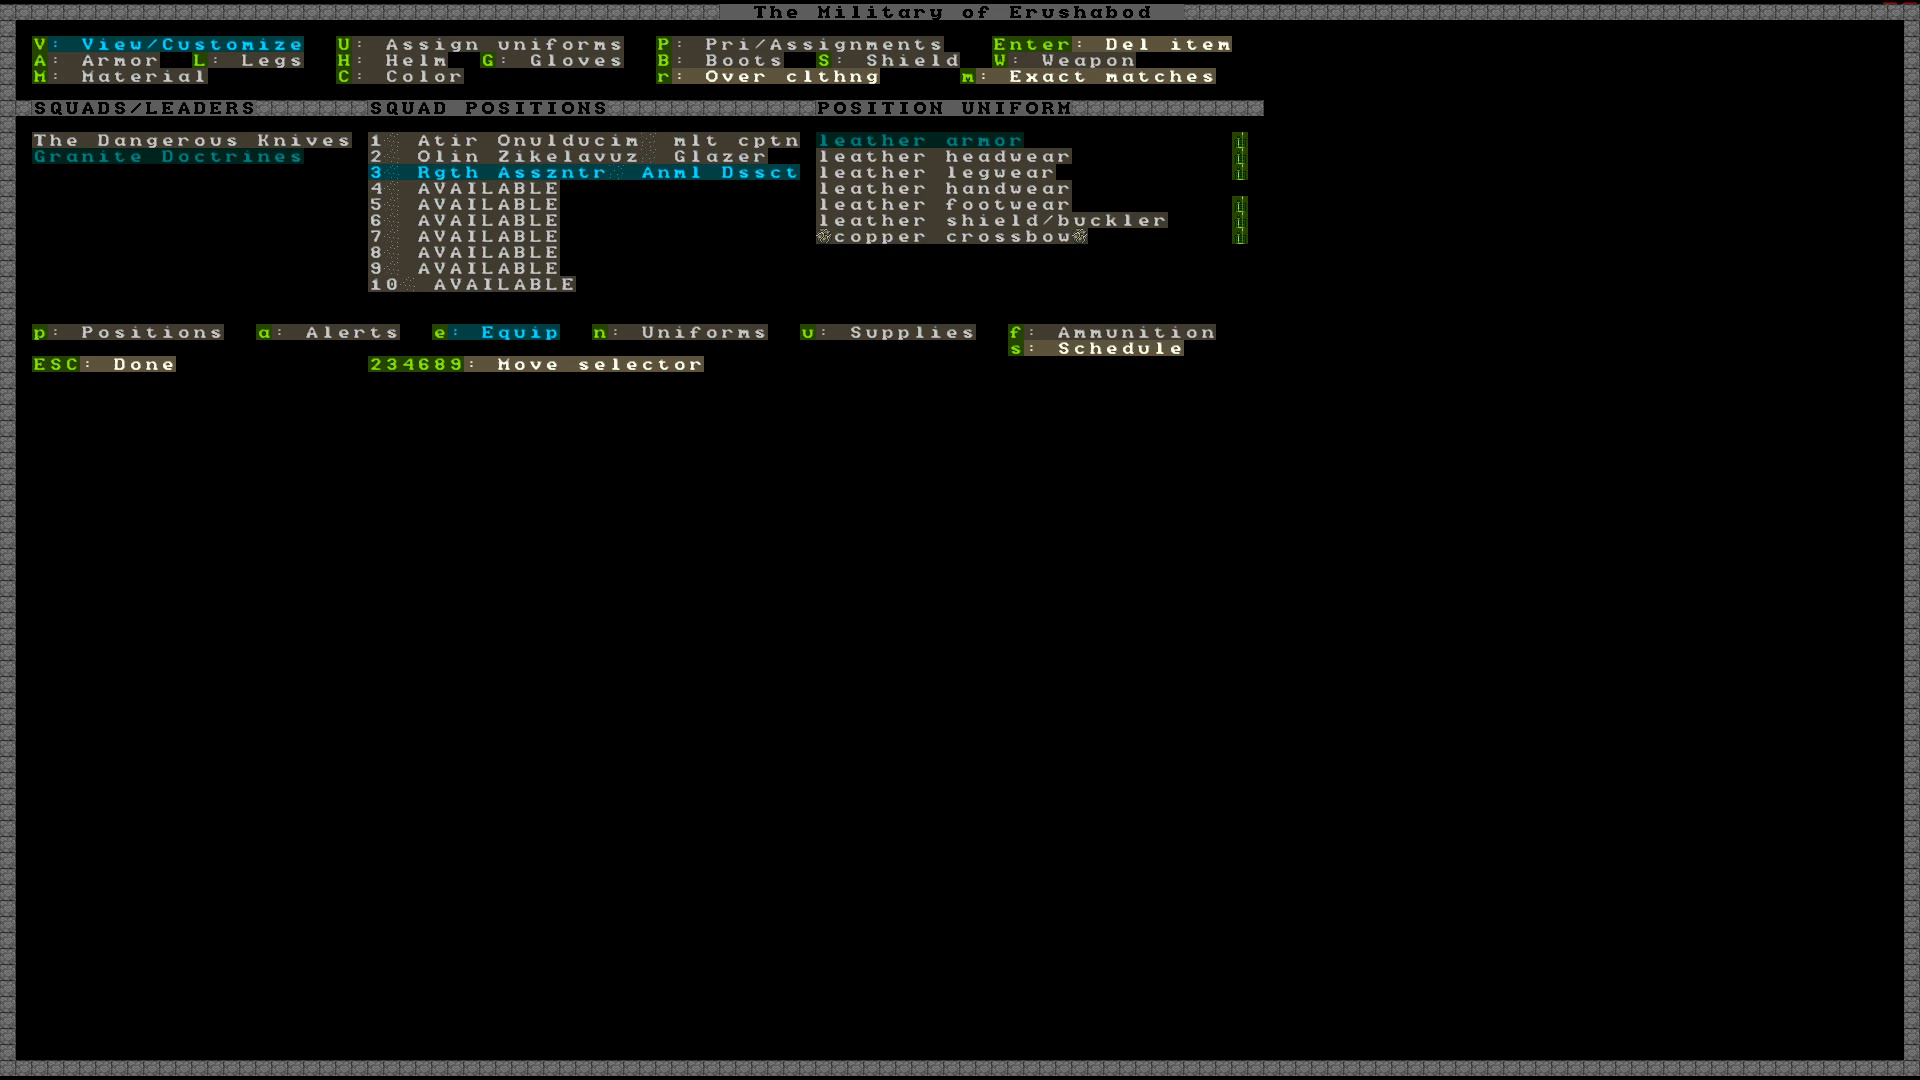 The Military of Erushabod
V: View/Customize U: Assign uniforms P: Pri/Assignments Enter: Del item
A: Armor L: Legs H: Helm G: Gloves B: Boots S: Shield W: Weapon
M: Material C: Color r: Over clthng m: Exact matches
SQUADS/LEADERS SQUAD POSITIONS POSITION UNIFORM
The Dangerous Knives 1 Atir Onulducim mlt cptn leather armor
Granite Doctrines 2 Olin Zikelavuz Glazer leather headwear
3 Rgth Asszntr Anml Dssct leather legwear
4 AVAILABLE leather handwear
5 AVAILABLE leather footwear
6 AVAILABLE leather shield/buckler
7 AVAILABLE copper crossbow
8 AVAILABLE
9 AVAILABLE
10 AVAILABLE
p: Positions a: Alerts e: Equip n: Uniforms u: Supplies f: Ammunition
s: Schedule
ESC: Done 234689: Move selector